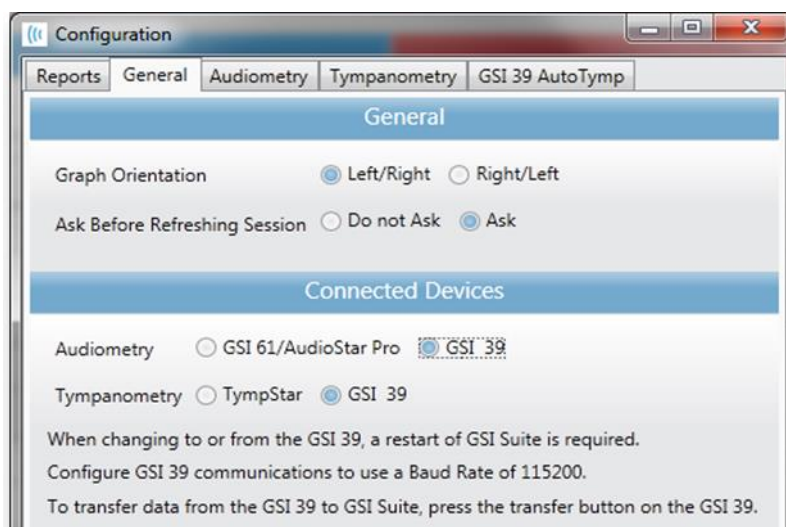 Configuration
Reports General Audiometry Tympanometry GSI 39 AutoTymp
General
Graph Orientation Left/Right Right/Left
Ask Before Refreshing Session Do not Ask Ask
Connected Devices
Audiometry GSI 61/AudioStar Pro GSI 39
Tympanometry TympStar GSI 39
When changing to or from the GSI 39, a restart of GSI Suite is required.
Configure GSI 39 communications to use a Baud Rate of 115200.
To transfer data from the GSI 39 to GSI Suite, press the transfer button on the GSI 39.